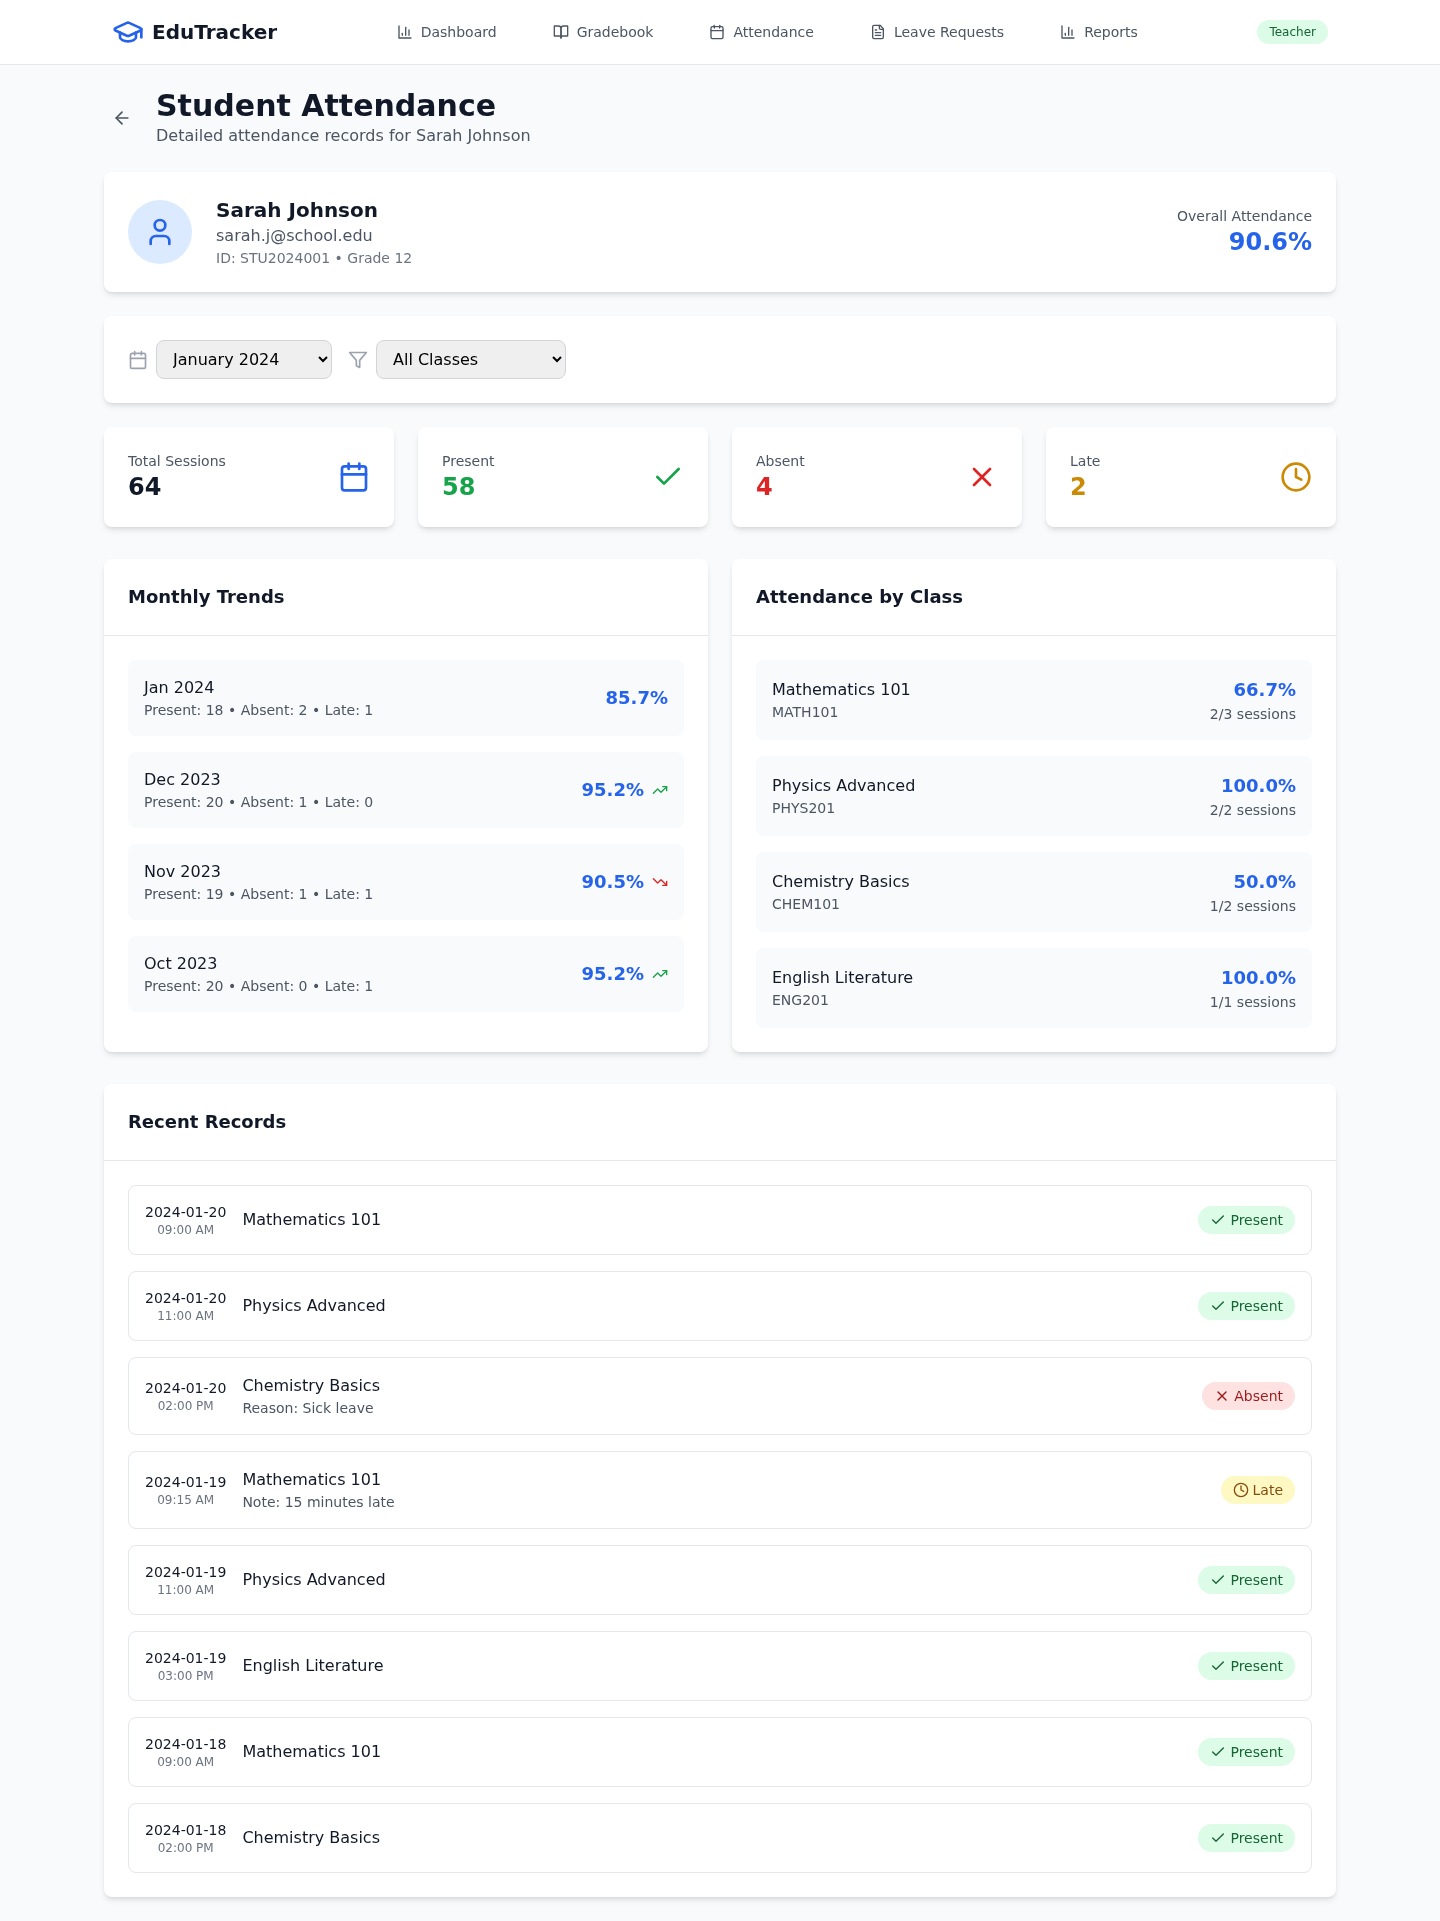 EduTracker
Dashboard
Gradebook
Attendance
Leave Requests
Reports
Teacher
Student Attendance
Detailed attendance records for Sarah Johnson
Sarah Johnson
sarah.j@school.edu
ID: STU2024001 • Grade 12
Overall Attendance
90.6%
January 2024
All Classes
Total Sessions
64
Present
58
Absent
4
Late
2
Monthly Trends
Jan 2024
Present: 18 • Absent: 2 • Late: 1
85.7%
Dec 2023
Present: 20 • Absent: 1 • Late: 0
95.2%
Nov 2023
Present: 19 • Absent: 1 • Late: 1
90.5%
Oct 2023
Present: 20 • Absent: 0 • Late: 1
95.2%
Attendance by Class
Mathematics 101
MATH101
66.7%
2/3 sessions
Physics Advanced
PHYS201
100.0%
2/2 sessions
Chemistry Basics
CHEM101
50.0%
1/2 sessions
English Literature
ENG201
100.0%
1/1 sessions
Recent Records
2024-01-20
09:00 AM
Mathematics 101
Present
2024-01-20
11:00 AM
Physics Advanced
Present
2024-01-20
02:00 PM
Chemistry Basics
Reason: Sick leave
Absent
2024-01-19
09:15 AM
Mathematics 101
Note: 15 minutes late
Late
2024-01-19
11:00 AM
Physics Advanced
Present
2024-01-19
03:00 PM
English Literature
Present
2024-01-18
09:00 AM
Mathematics 101
Present
2024-01-18
02:00 PM
Chemistry Basics
Present